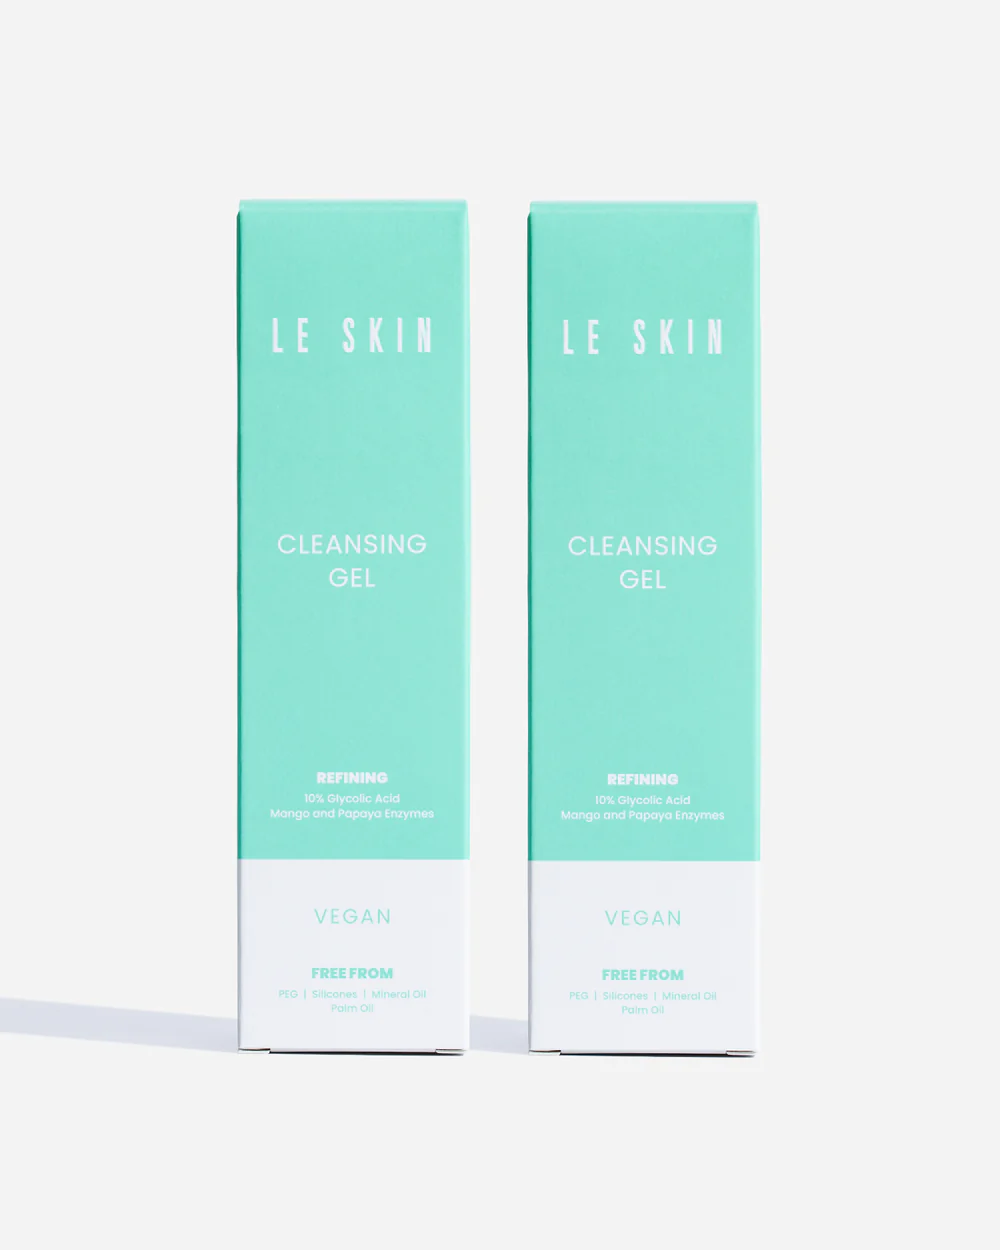 LE SKIN
CLEANSING
GEL
REFINING
10% Glycolic Acid
Mango and Papaya Enzymes
VEGAN
FREE FROM
PEG | Silicones | Mineral Oil
Palm Oil
LE SKIN
CLEANSING
GEL
REFINING
10% Glycolic Acid
Mango and Papaya Enzymes
VEGAN
FREE FROM
PEG | Silicones | Mineral Oil
Palm Oil